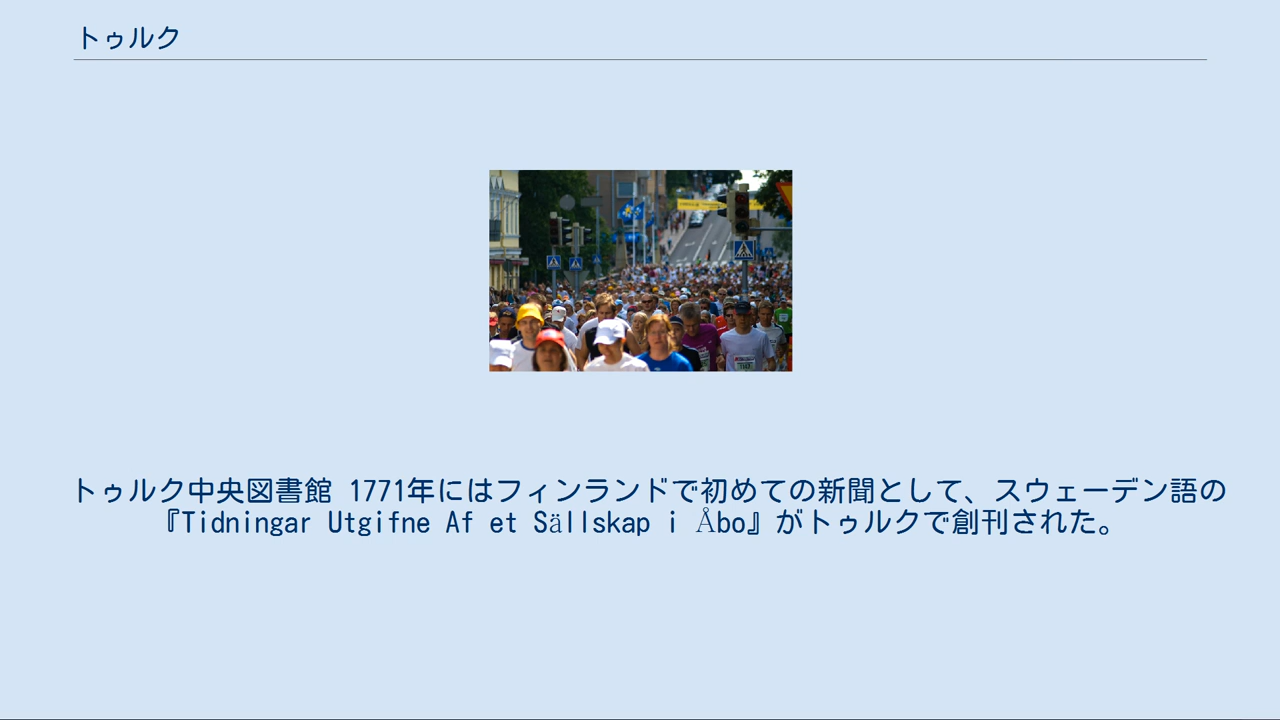 トゥルク
トゥルク中央図書館 1771年にはフィンランドで初めての新聞として、スウェーデン語の
『Tidningar Utgifne Af et Sällskap i Åbo』がトゥルクで創刊された。